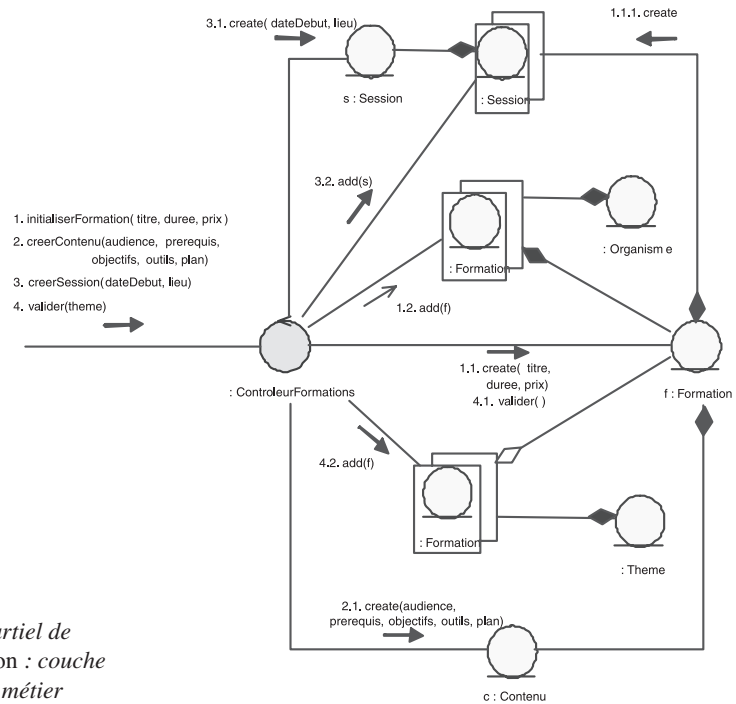 3.1. create( dateDebut, lieu)
1.1.1. create
s : Session
: Session
3.2. add(s)
1. initialiserFormation( titre, duree, prix )
2. creerContenu(audience, prerequis,
objectifs, outils, plan)
3. creerSession(dateDebut, lieu)
4. valider(theme)
: Formation
: Organism e
1.2. add(f)
1.1. create( titre,
duree, prix)
4.1. valider( )
: ControleurFormations
f : Formation
4.2. add(f)
: Formation
: Theme
2.1. create(audience,
prerequis, objectifs, outils, plan)
c : Contenu
rtiel de
on : couche
métier